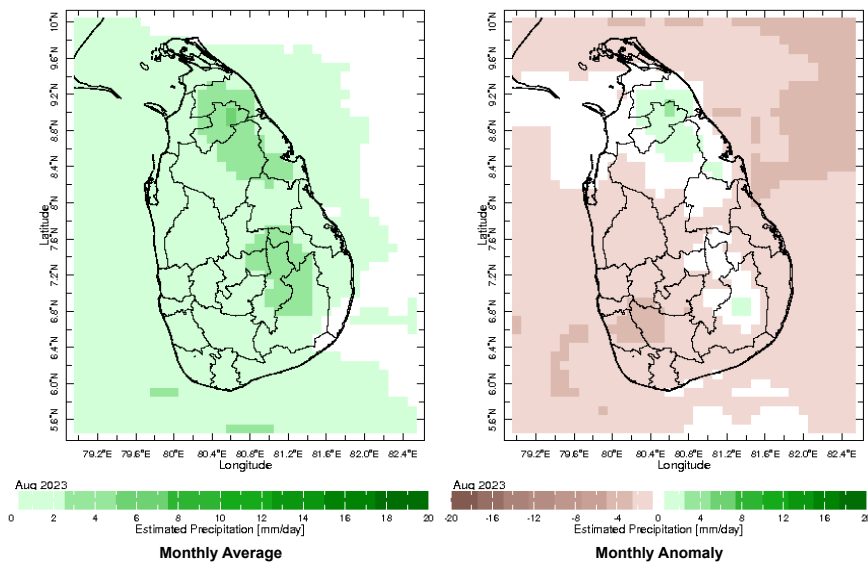 10°N
9.6°N
9.2°N
8.8°N
8.4°N
8°N
7.6°N
7.2°N
6.8°N
6.4°N
6.0°N
5.6°N
Latitude
79.2°E 79.6°E 80°E 80.4°E 80.8°E 81.2°E 81.6°E 82.0°E 82.4°E
Longitude
Aug 2023
0 2 4 6 8 10 12 14 16 18 20
Estimated Precipitation [mm/day]
Monthly Average
10°N
9.6°N
9.2°N
8.8°N
8.4°N
8°N
7.6°N
7.2°N
6.8°N
6.4°N
6.0°N
5.6°N
Latitude
79.2°E 79.6°E 80°E 80.4°E 80.8°E 81.2°E 81.6°E 82.0°E 82.4°E
Longitude
Aug 2023
-20 -16 -12 -8 -4 0 4 8 12 16 20
Estimated Precipitation [mm/day]
Monthly Anomaly